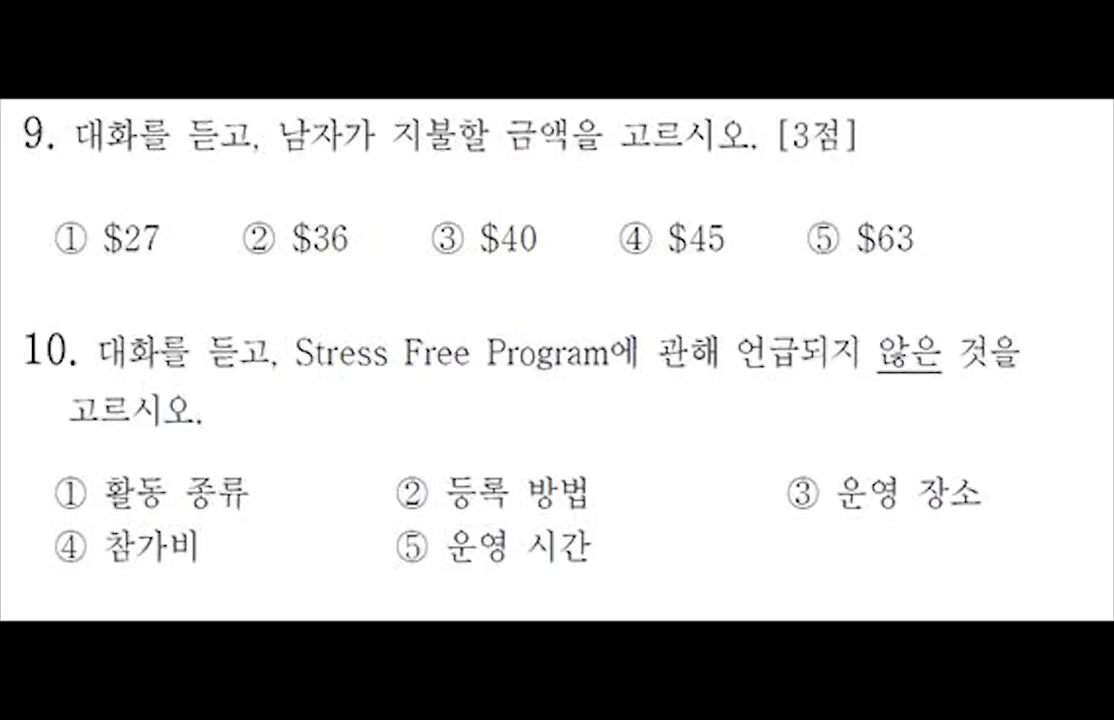 9. 대화를 듣고, 남자가 지불할 금액을 고르시오. [3점]
① $27 ② $36 ③ $40 ④ $45 ⑤ $63
10. 대화를 듣고, Stress Free Program에 관해 언급되지 않은 것을
고르시오.
① 활동 종류 ② 등록 방법 ③ 운영 장소
④ 참가비 ⑤ 운영 시간